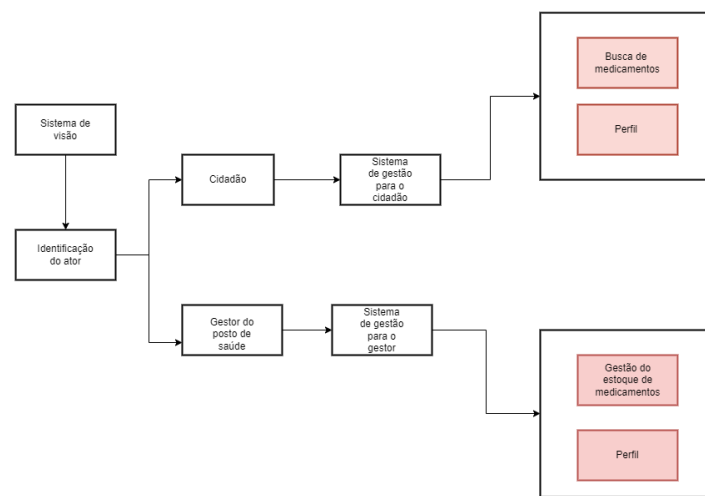 Busca de
medicamentos
Perfil
Sistema de
visão
Cidadão
Sistema
de gestão
para o
cidadão
Identificação
do ator
Gestor do
posto de
saúde
Sistema
de gestão
para o
gestor
Gestão do
estoque de
medicamentos
Perfil